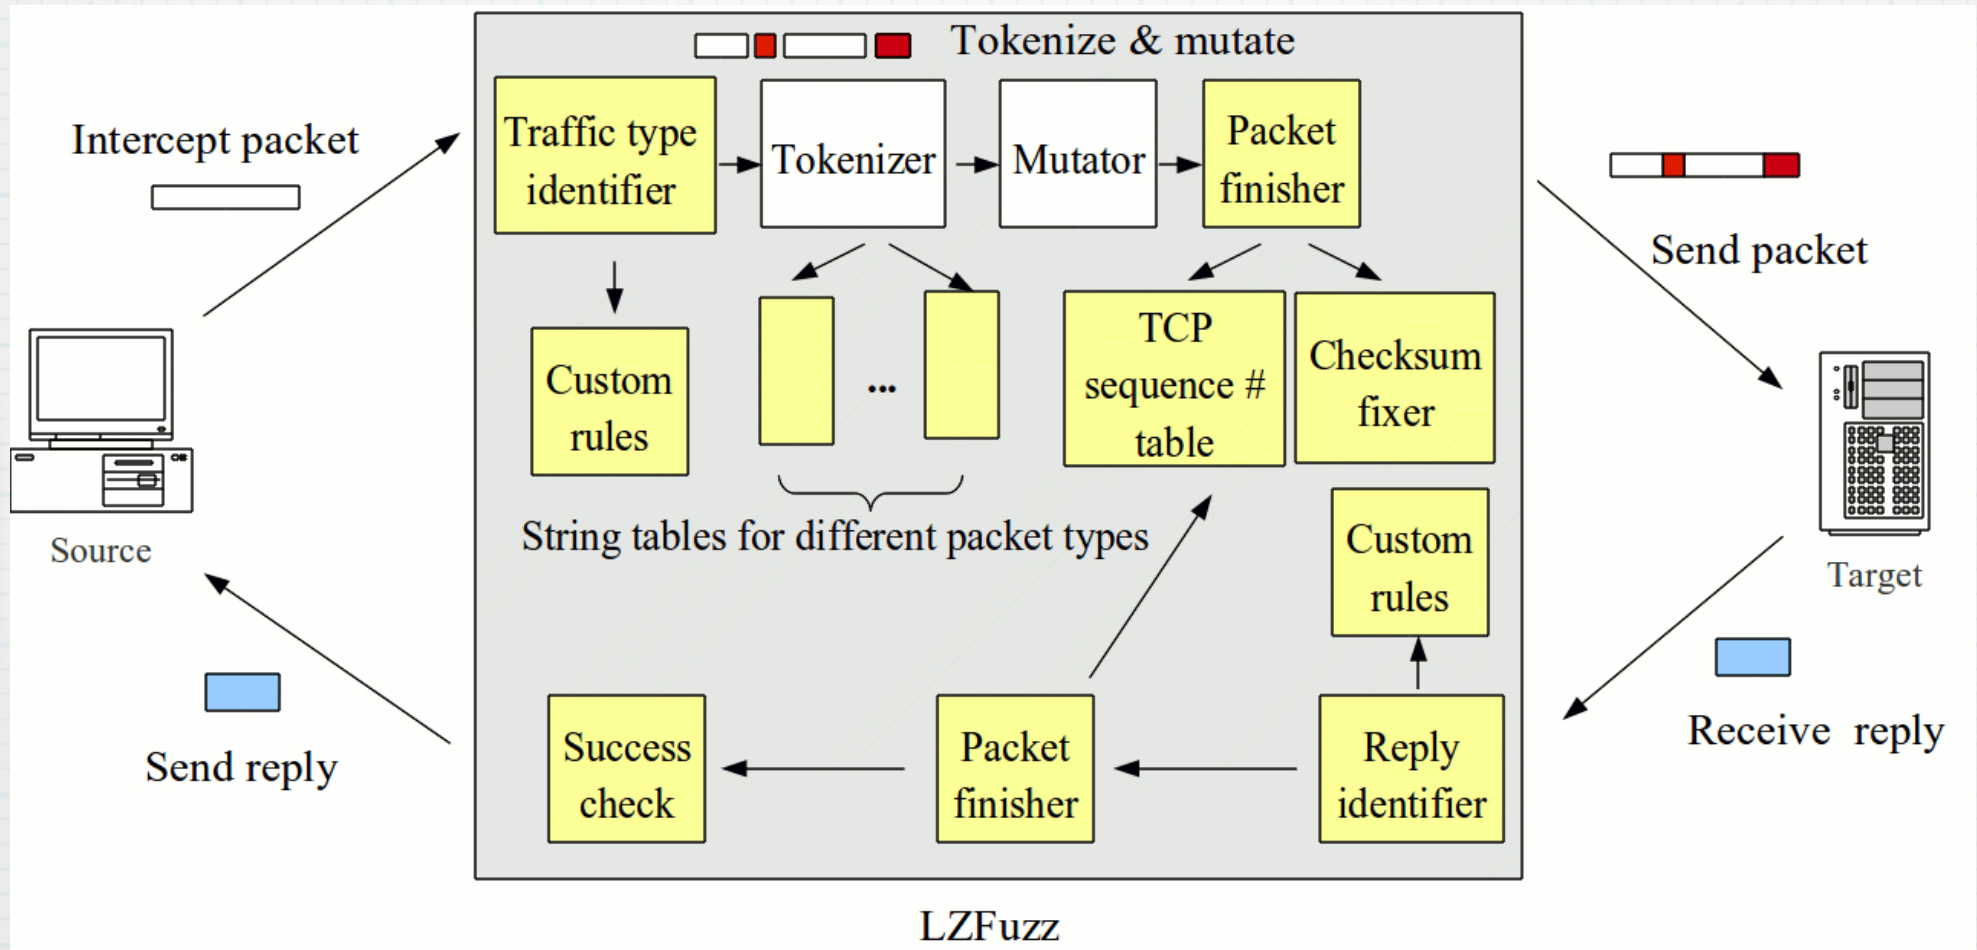 Tokenize & mutate
Intercept packet
Traffic type
identifier
Tokenizer
Mutator
Packet
finisher
Send packet
Custom
rules
...
TCP
sequence #
table
Checksum
fixer
String tables for different packet types
Custom
rules
Source
Target
Send reply
Success
check
Packet
finisher
Reply
identifier
Receive reply
LZFuzz